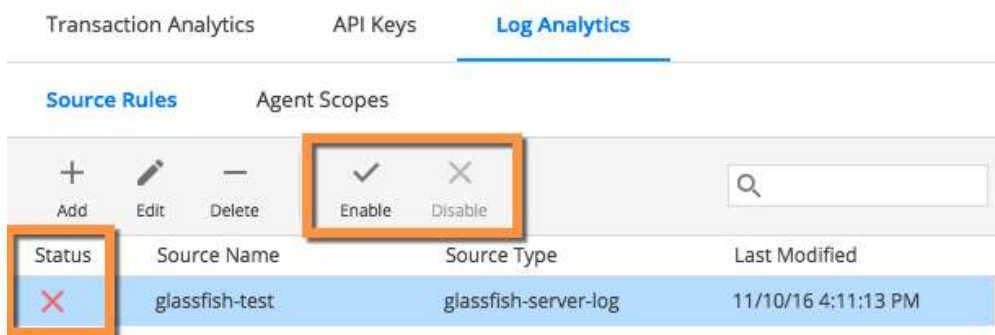 Transaction Analytics API Keys Log Analytics
Source Rules Agent Scopes
Add Edit Delete Enable Disable
Status Source Name Source Type Last Modified
glassfish-test glassfish-server-log 11/10/16 4:11:13 PM